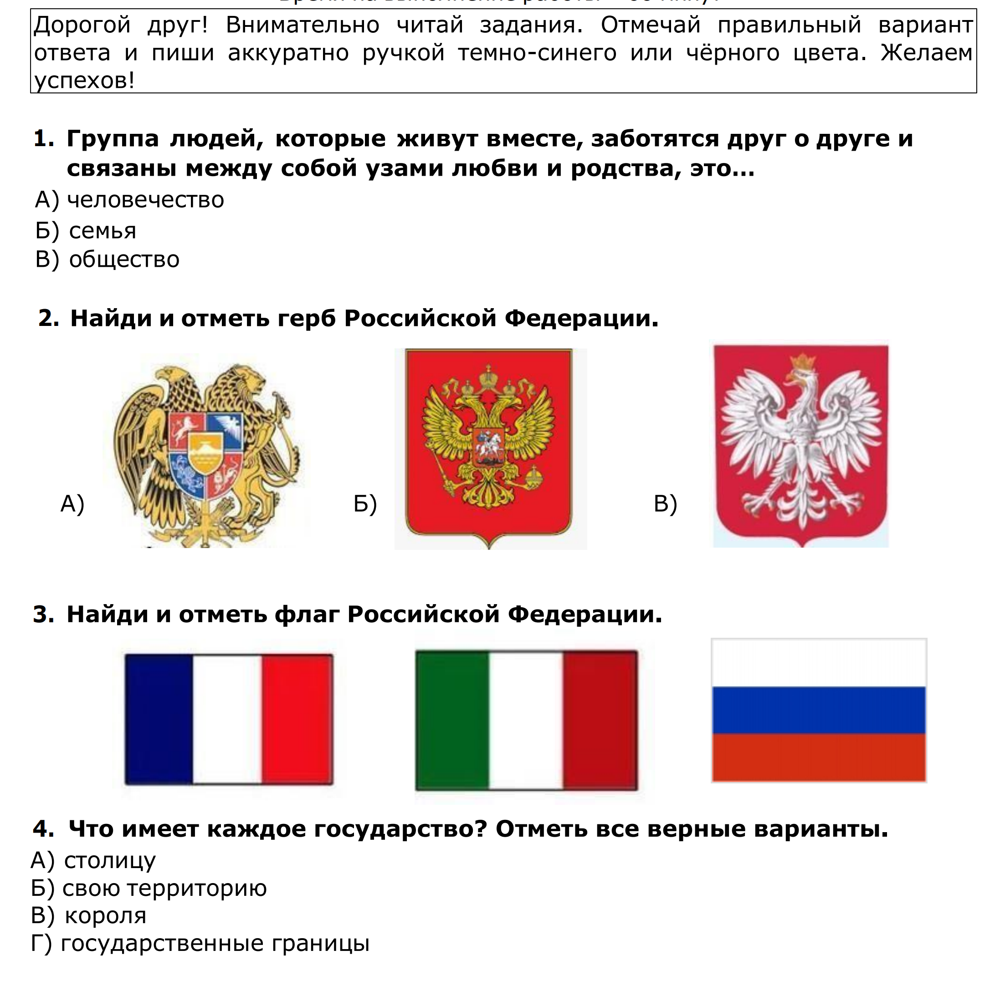 Дорогой друг! Внимательно читай задания. Отмечай правильный вариант
ответа и пиши аккуратно ручкой темно-синего или чёрного цвета. Желаем
успехов!
1. Группа людей, которые живут вместе, заботятся друг о друге и
связаны между собой узами любви и родства, это...
А) человечество
Б) семья
В) общество
2. Найди и отметь герб Российской Федерации.
А) Б) В)
3. Найди и отметь флаг Российской Федерации.
4. Что имеет каждое государство? Отметь все верные варианты.
А) столицу
Б) свою территорию
В) короля
Г) государственные границы